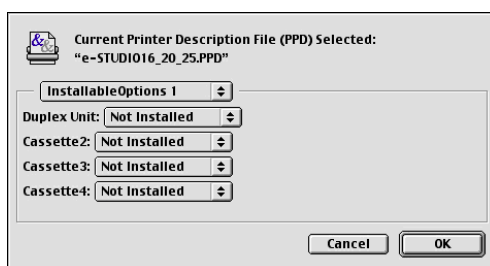 Current Printer Description File (PPD) Selected:
“e-STUDIO16_20_25.PPD”
InstallableOptions 1
Duplex Unit: Not Installed
Cassette2: Not Installed
Cassette3: Not Installed
Cassette4: Not Installed
Cancel OK